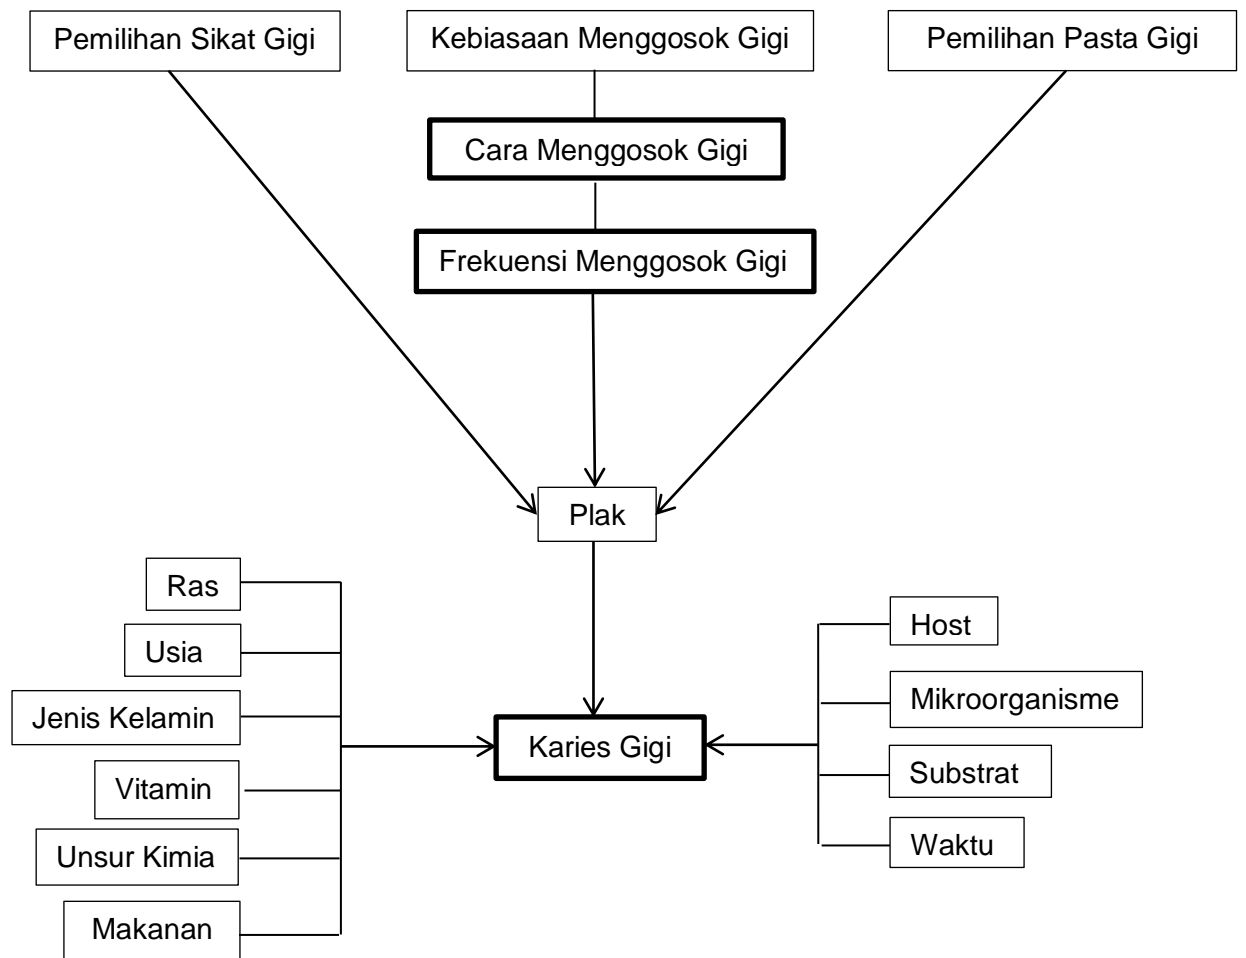 Pemilihan Sikat Gigi
Kebiasaan Menggosok Gigi
Pemilihan Pasta Gigi
Cara Menggosok Gigi
Frekuensi Menggosok Gigi
Plak
Ras
Usia
Jenis Kelamin
Vitamin
Unsur Kimia
Makanan
Karies Gigi
Host
Mikroorganisme
Substrat
Waktu